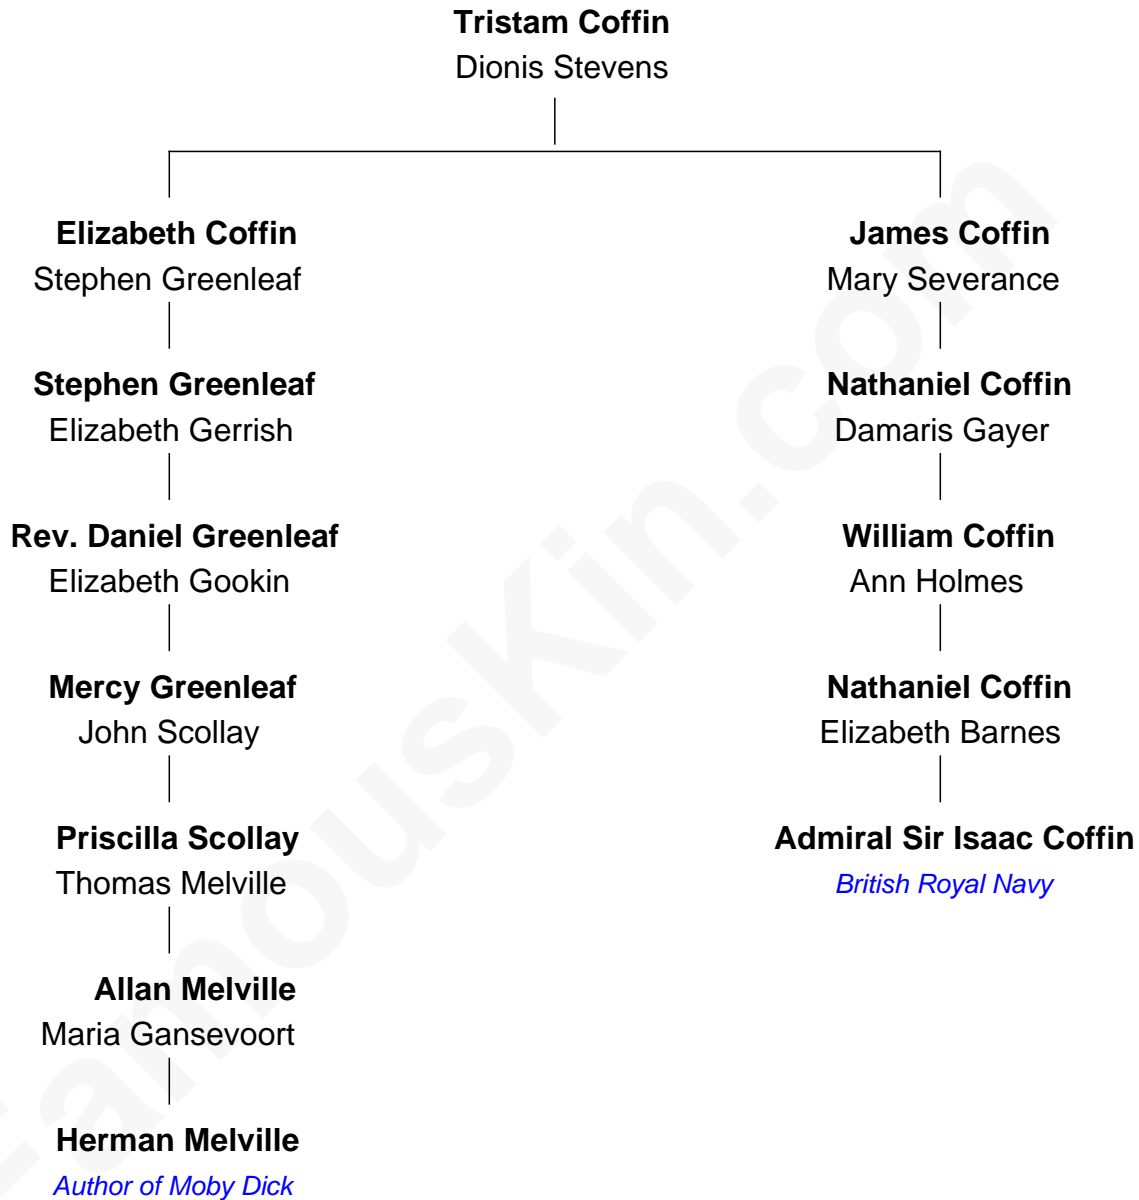 Tristam Coffin
Dionis Stevens
Elizabeth Coffin
Stephen Greenleaf
Stephen Greenleaf
Elizabeth Gerrish
Rev. Daniel Greenleaf
Elizabeth Gookin
Mercy Greenleaf
John Scollay
Priscilla Scollay
Thomas Melville
Allan Melville
Maria Gansevoort
Herman Melville
Author of Moby Dick
James Coffin
Mary Severance
Nathaniel Coffin
Damaris Gayer
William Coffin
Ann Holmes
Nathaniel Coffin
Elizabeth Barnes
Admiral Sir Isaac Coffin
British Royal Navy
FamousKin.com